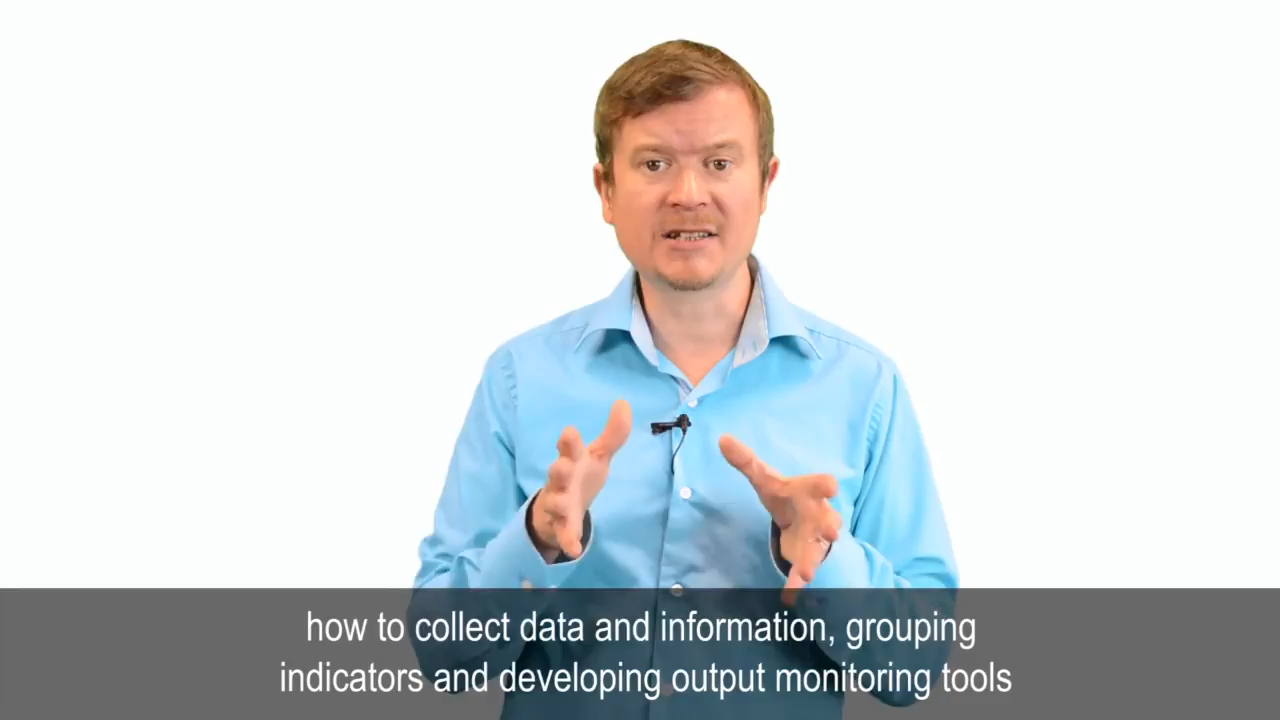 how to collect data and information, grouping
indicators and developing output monitoring tools